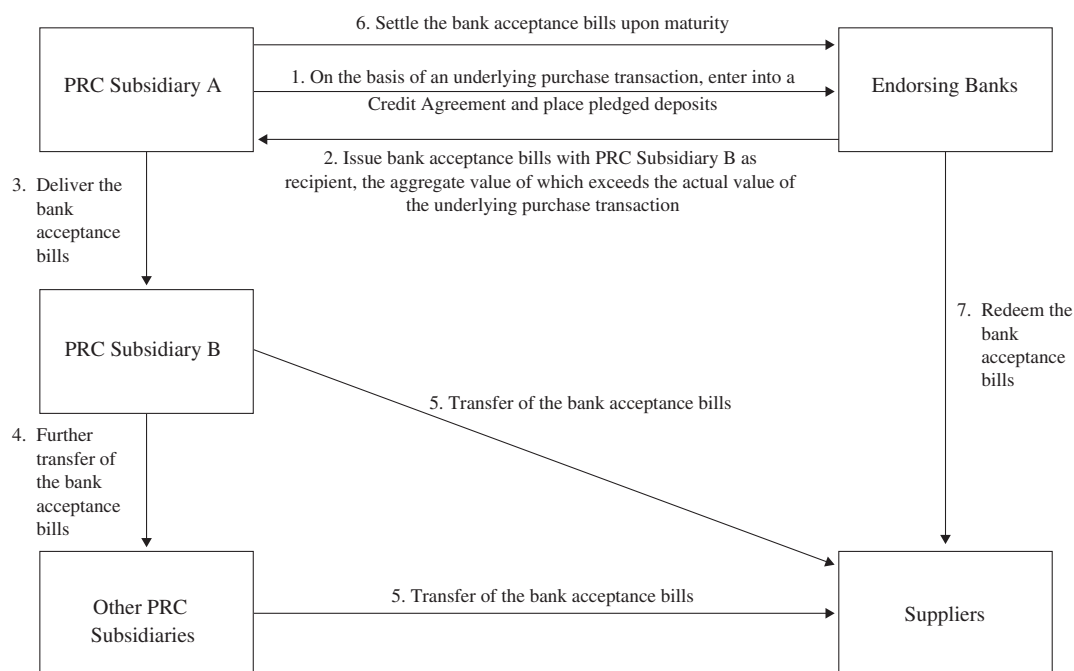 6. Settle the bank acceptance bills upon maturity
PRC Subsidiary A
Endorsing Banks
1. On the basis of an underlying purchase transaction, enter into a
Credit Agreement and place pledged deposits
2. Issue bank acceptance bills with PRC Subsidiary B as
recipient, the aggregate value of which exceeds the actual value of
the underlying purchase transaction
3. Deliver the
bank
acceptance
bills
PRC Subsidiary B
7. Redeem the
bank
acceptance
bills
5. Transfer of the bank acceptance bills
4. Further
transfer of
the bank
acceptance
bills
Other PRC
Subsidiaries
5. Transfer of the bank acceptance bills
Suppliers